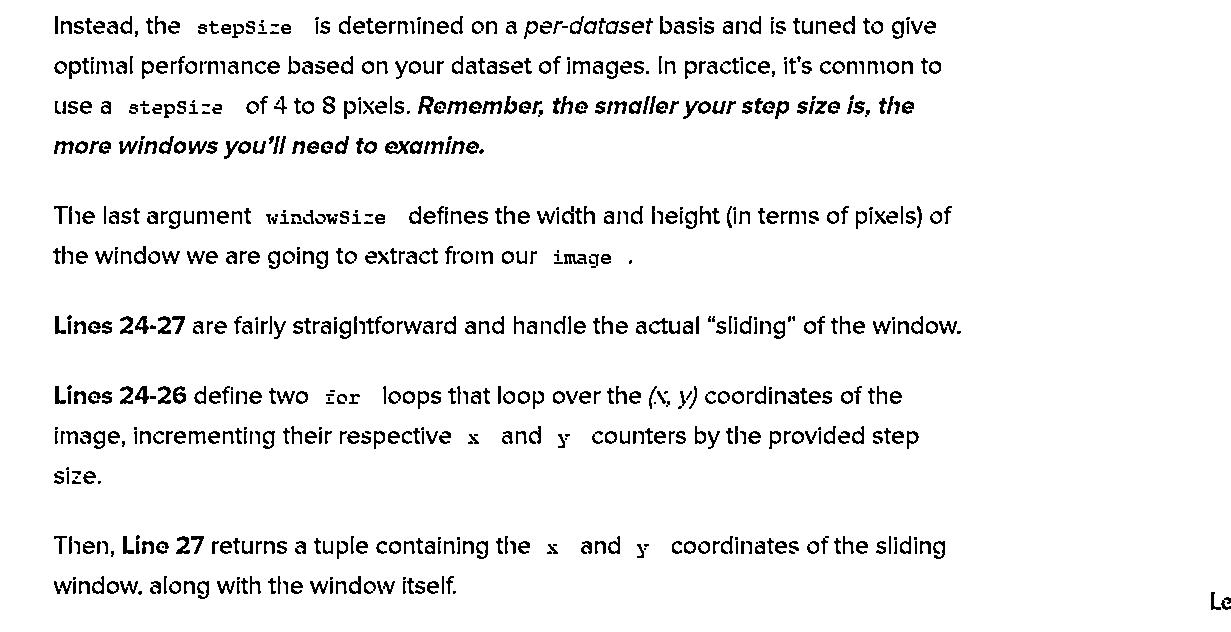 Instead, the stepSize is determined on a per-dataset basis and is tuned to give
optimal performance based on your dataset of images. In practice, it's common to
use a stepSize of 4 to 8 pixels. Remember, the smaller your step size is, the
more windows you'll need to examine.
The last argument windowSize defines the width and height (in terms of pixels) of
the window we are going to extract from our image .
Lines 24-27 are fairly straightforward and handle the actual “sliding” of the window.
Lines 24-26 define two for loops that loop over the (x, y) coordinates of the
image, incrementing their respective x and y counters by the provided step
size.
Then, Line 27 returns a tuple containing the x and y coordinates of the sliding
window, along with the window itself.